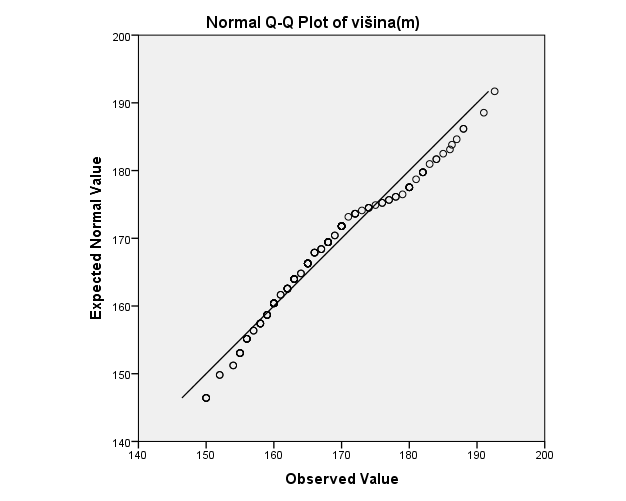 Normal Q-Q Plot of višina(m)
200
190
180
170
160
150
140
Expected Normal Value
140 150 160 170 180 190 200
Observed Value